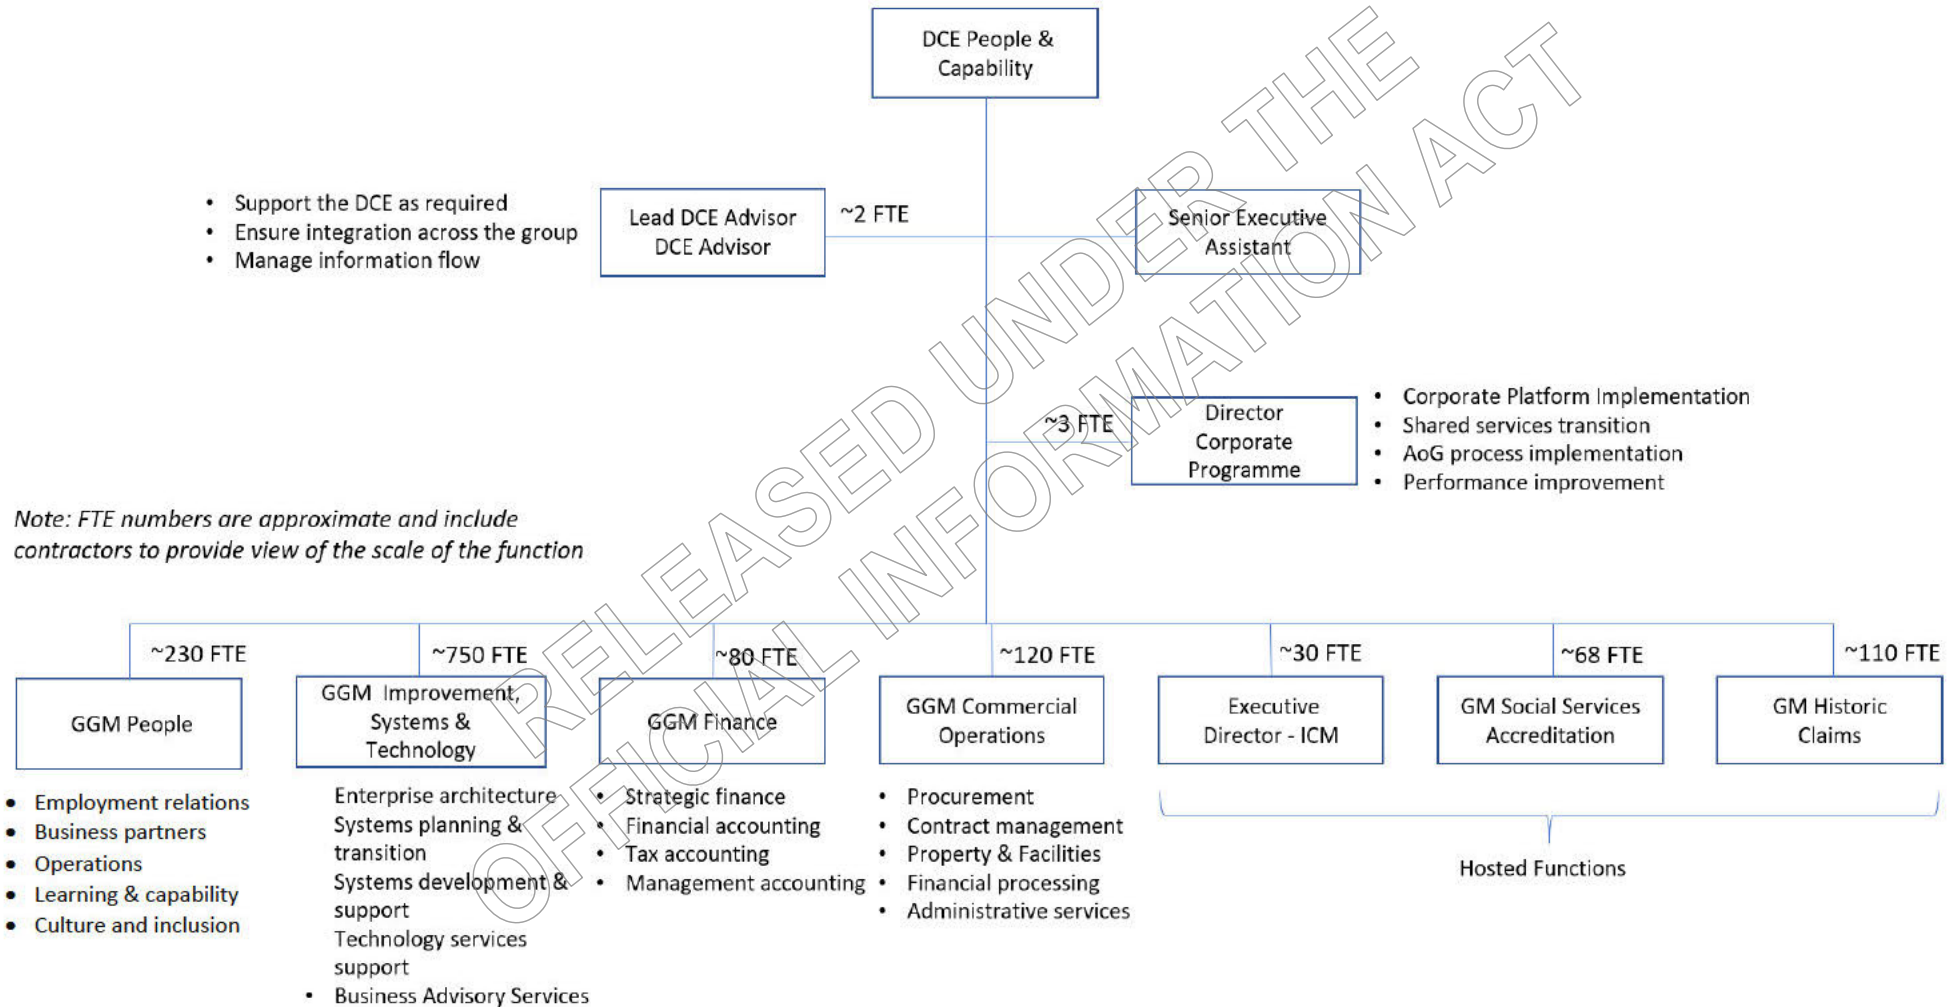 DCE People &
Capability
• Support the DCE as required
• Ensure integration across the group
• Manage information flow
Lead DCE Advisor
DCE Advisor
~2 FTE
Senior Executive
Assistant
~3 FTE
Director
Corporate
Programme
• Corporate Platform Implementation
• Shared services transition
• AoG process implementation
• Performance improvement
Note: FTE numbers are approximate and include
contractors to provide view of the scale of the function
~230 FTE
GGM People
• Employment relations
• Business partners
• Operations
• Learning & capability
• Culture and inclusion
~750 FTE
GGM Improvement,
Systems &
Technology
Enterprise architecture
Systems planning &
transition
Systems development &
support
Technology services
support
• Business Advisory Services
~80 FTE
GGM Finance
• Strategic finance
• Financial accounting
• Tax accounting
• Management accounting
~120 FTE
GGM Commercial
Operations
• Procurement
• Contract management
• Property & Facilities
• Financial processing
• Administrative services
~30 FTE
Executive
Director - ICM
~68 FTE
GM Social Services
Accreditation
~110 FTE
GM Historic
Claims
Hosted Functions
RELEASED UNDER THE
OFFICIAL INFORMATION ACT